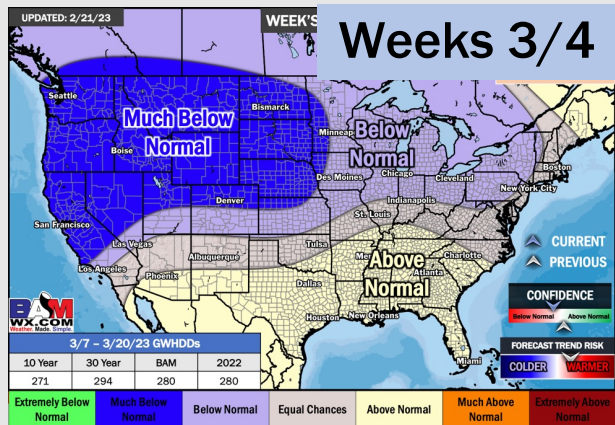 UPDATED: 2/21/23
WEEK'S
Weeks 3/4
Seattle
Bismarck
Much Below
Normal
Boise
Below
Normal
Des Moines
Chicago
Cleveland
Boston
New York City
Denver
Indianapolis
St. Louis
San Francisco
Las Vegas
Los Angeles
Albuquerque
Phoenix
Tulsa
Dallas
Above
Normal
Charlotte
Atlanta
Houston
New Orleans
Miami
CURRENT
PREVIOUS
CONFIDENCE
Below Normal
Above Normal
FORECAST TREND RISK
COLDER
WARMER
BAM
WX.COM
Weather. Made. Simple.
3/7 – 3/20/23 GWHDDs
10 Year 30 Year BAM 2022
271 294 280 280
Extremely Below
Normal
Much Below
Normal
Below Normal
Equal Chances
Above Normal
Much Above
Normal
Extremely Above
Normal